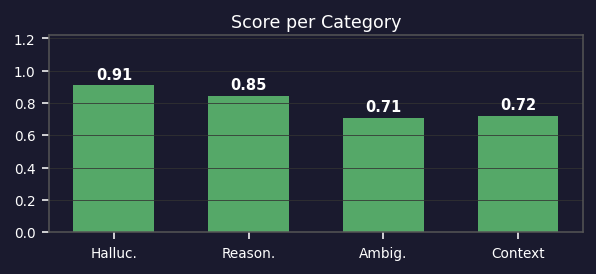 Score per Category
1.2
1.0
0.8
0.6
0.4
0.2
0.0
0.91
0.85
0.71
0.72
Halluc.
Reason.
Ambig.
Context